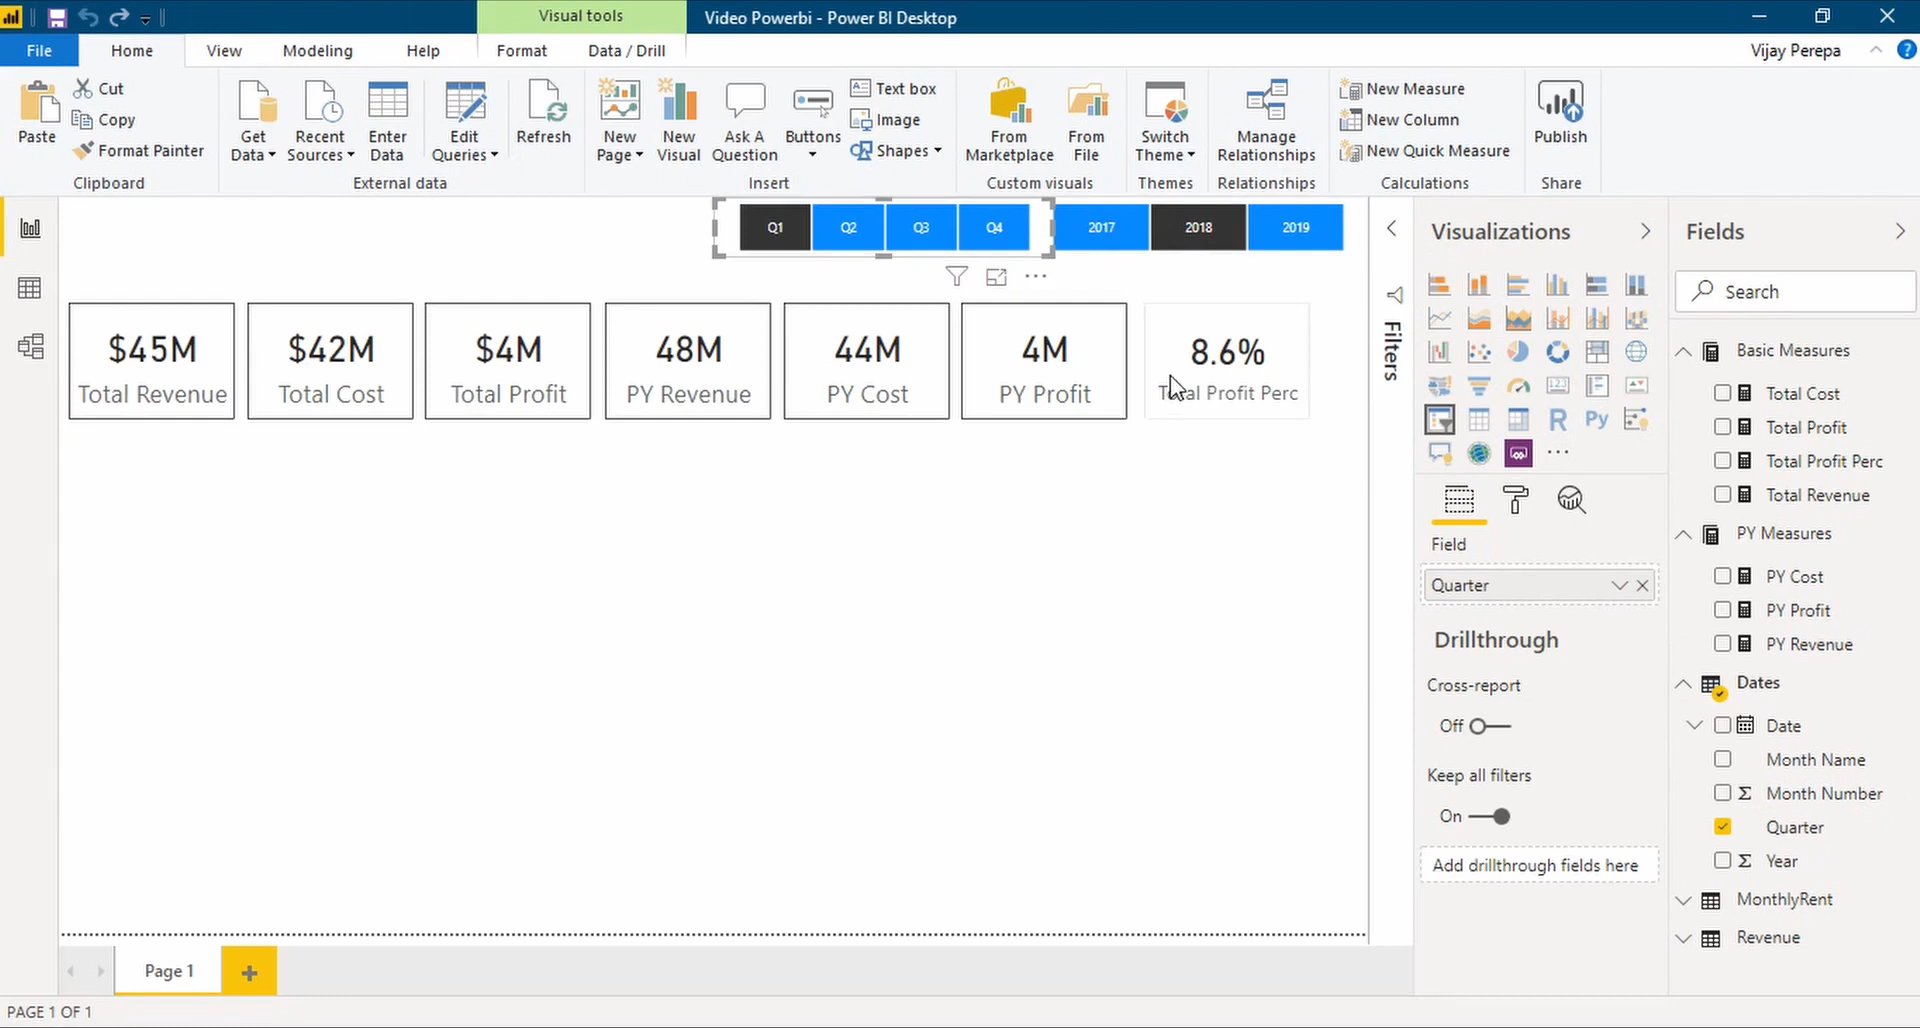 Visual tools
Video Powerbi - Power BI Desktop
File
Home
View
Modeling
Help
Format
Data / Drill
Vijay Perepa
?
Paste
Cut
Copy
Format Painter
Clipboard
Get
Data
Recent
Sources
Enter
Data
Edit
Queries
Refresh
External data
New
Page
New
Visual
Ask A
Question
Buttons
Text box
Image
Shapes
Insert
From
Marketplace
From
File
Custom visuals
Switch
Theme
Themes
Manage
Relationships
Relationships
New Measure
New Column
New Quick Measure
Calculations
Publish
Share
Q1
Q2
Q3
Q4
2017
2018
2019
$45M
Total Revenue
$42M
Total Cost
$4M
Total Profit
48M
PY Revenue
44M
PY Cost
4M
PY Profit
8.6%
Total Profit Perc
Filters
Visualizations
123
R
Py
Field
Quarter
Drillthrough
Cross-report
Off
Keep all filters
On
Add drillthrough fields here
Fields
Search
Basic Measures
Total Cost
Total Profit
Total Profit Perc
Total Revenue
PY Measures
PY Cost
PY Profit
PY Revenue
Dates
Date
Month Name
Σ Month Number
Quarter
Σ Year
MonthlyRent
Revenue
Page 1
PAGE 1 OF 1